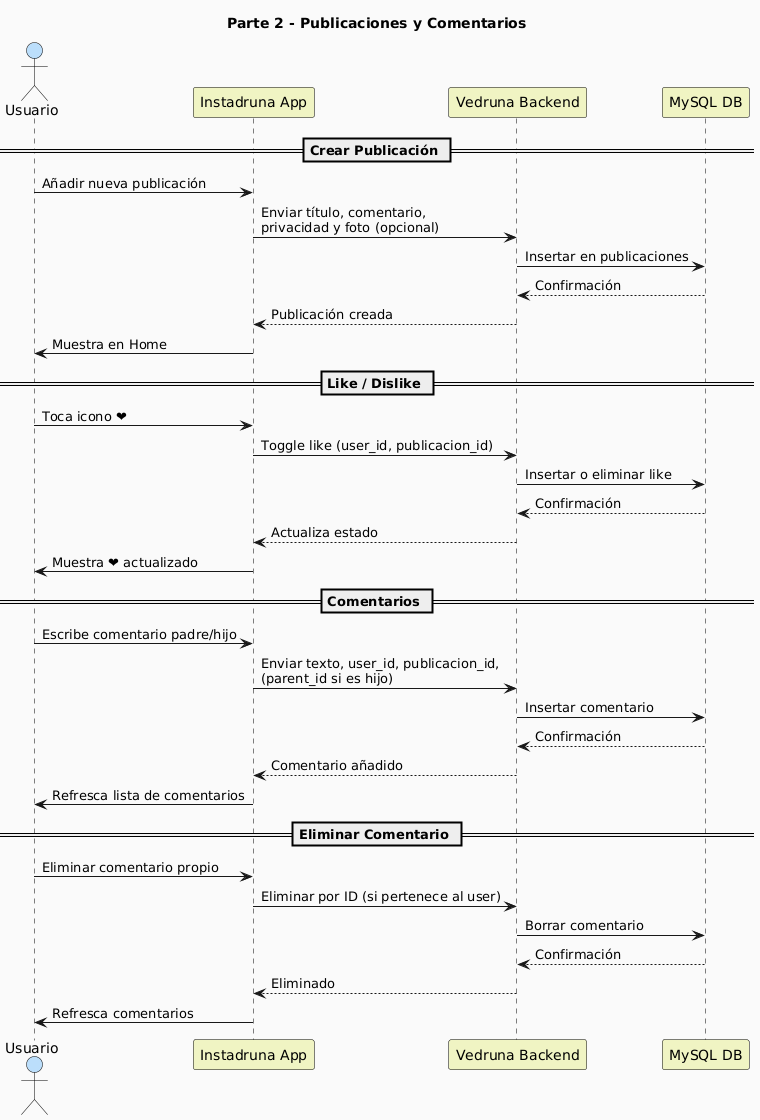 Parte 2 - Publicaciones y Comentarios
Usuario
Instadruna App
Vedruna Backend
MySQL DB
Crear Publicación
Añadir nueva publicación
Enviar título, comentario,
privacidad y foto (opcional)
Insertar en publicaciones
Confirmación
Publicación creada
Muestra en Home
Like / Dislike
Toca icono ❤
Toggle like (user_id, publicacion_id)
Insertar o eliminar like
Confirmación
Actualiza estado
Muestra ❤ actualizado
Comentarios
Escribe comentario padre/hijo
Enviar texto, user_id, publicacion_id,
(parent_id si es hijo)
Insertar comentario
Confirmación
Comentario añadido
Refresca lista de comentarios
Eliminar Comentario
Eliminar comentario propio
Eliminar por ID (si pertenece al user)
Borrar comentario
Confirmación
Eliminado
Refresca comentarios
Usuario
Instadruna App
Vedruna Backend
MySQL DB